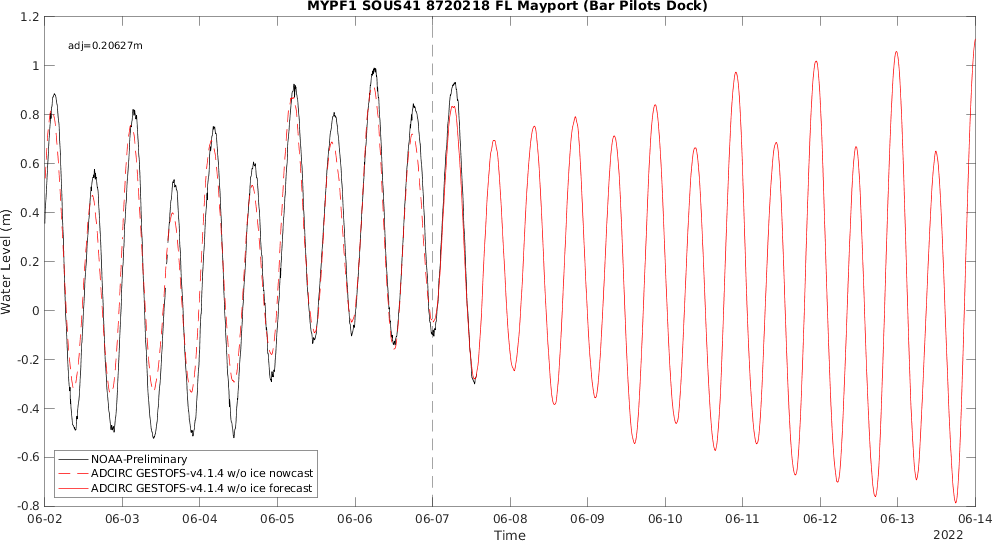 MYPF1 SOUS41 8720218 FL Mayport (Bar Pilots Dock)
adj=0.20627m
1.2
1
0.8
0.6
0.4
0.2
0
-0.2
-0.4
-0.6
-0.8
Water Level (m)
NOAA-Preliminary
ADCIRC GESTOFS-v4.1.4 w/o ice nowcast
ADCIRC GESTOFS-v4.1.4 w/o ice forecast
06-02 06-03 06-04 06-05 06-06 06-07 06-08 06-09 06-10 06-11 06-12 06-13 06-14
Time
2022